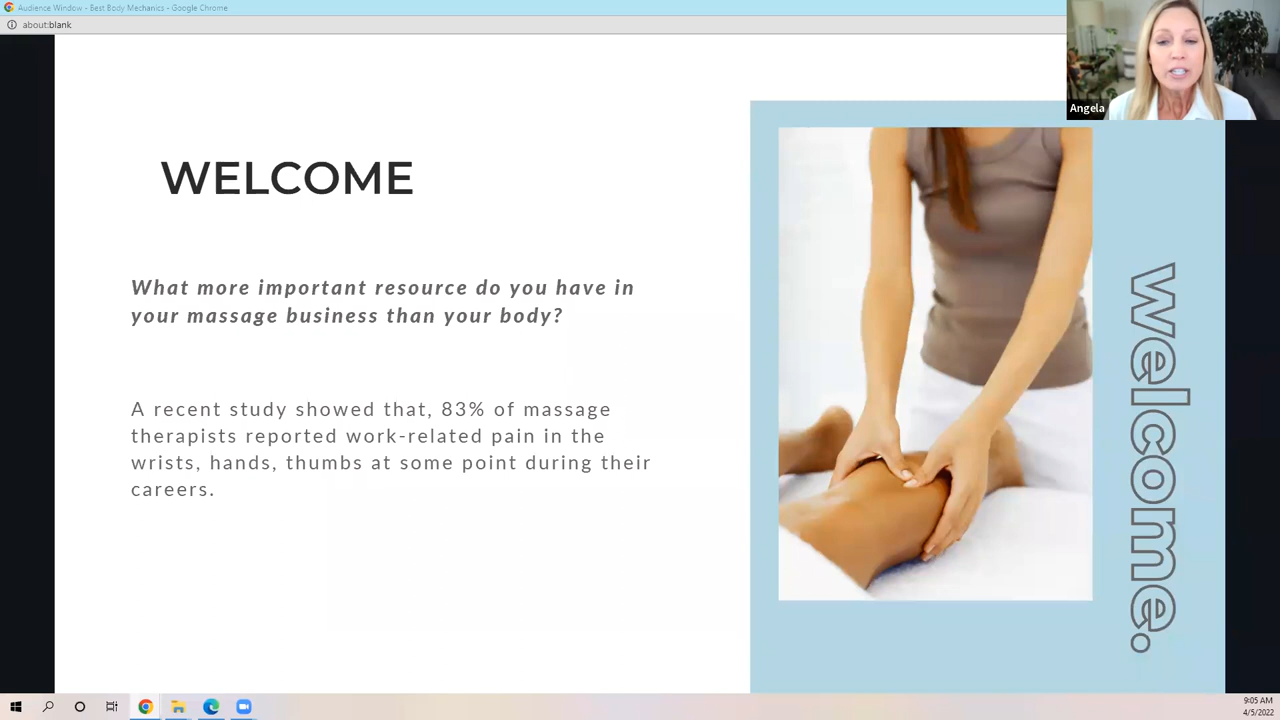 Audience Window - Best Body Mechanics - Google Chrome
about:blank
Angela
WELCOME
What more important resource do you have in
your massage business than your body?
A recent study showed that, 83% of massage
therapists reported work-related pain in the
wrists, hands, thumbs at some point during their
careers.
welcome.
9:05 AM
4/5/2022